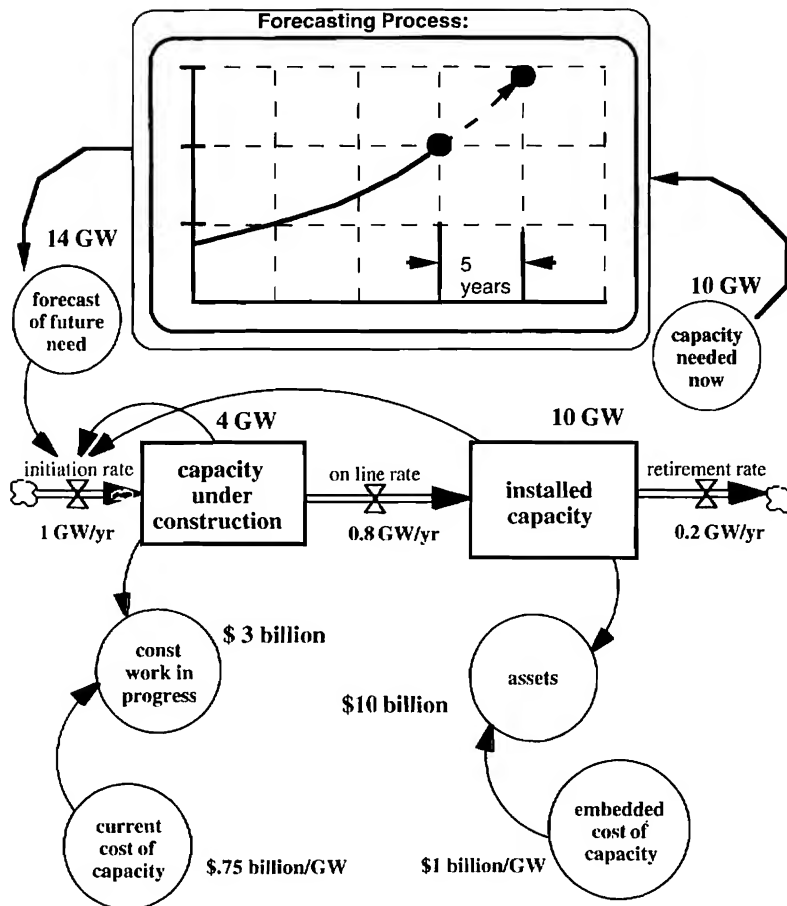 Forecasting Process:
5
years
14 GW
forecast
of future
need
10 GW
capacity
needed
now
4 GW
10 GW
initiation rate
capacity
under
construction
on line rate
installed
capacity
retirement rate
1 GW/yr
0.8 GW/yr
0.2 GW/yr
const
work in
progress
$ 3 billion
assets
$10 billion
current
cost of
capacity
$.75 billion/GW
embedded
cost of
capacity
$1 billion/GW